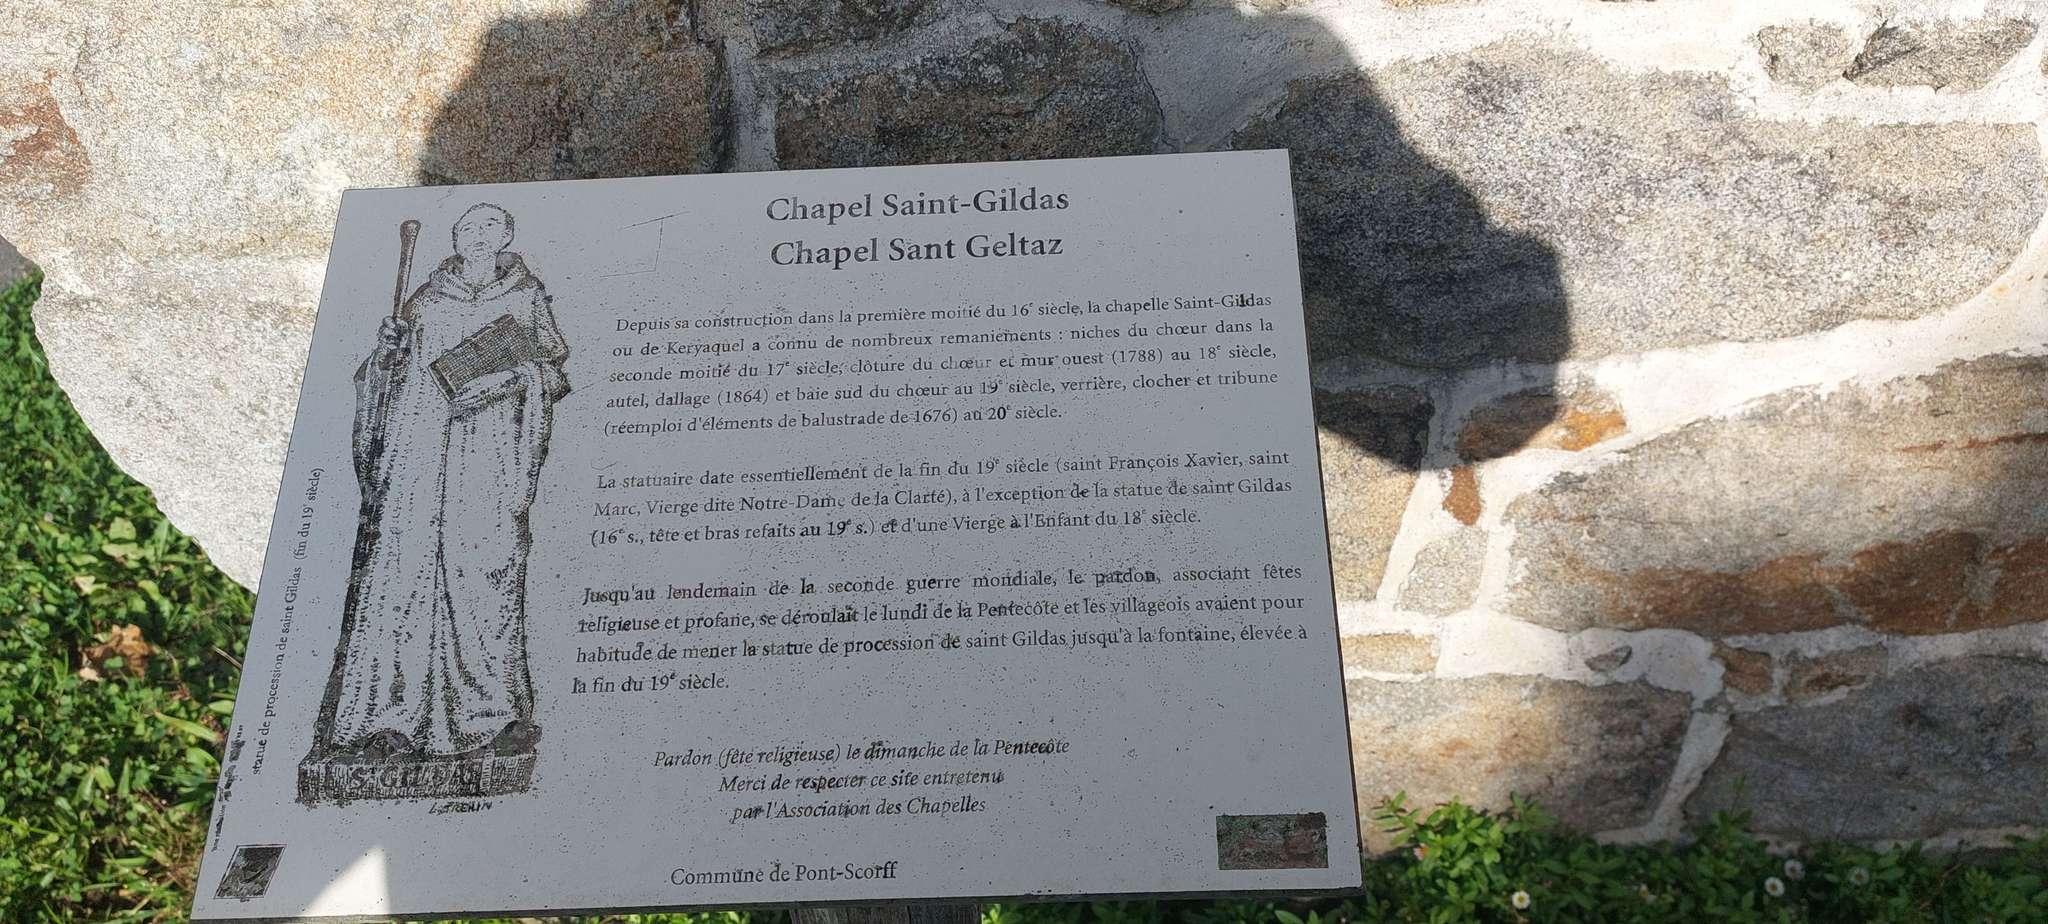 Chapel Saint-Gildas
Chapel Sant Geltaz
Depuis sa construction dans la première moitié du 16e siècle, la chapelle Saint-Gildas
ou de Keryaquel a connu de nombreux remaniements : niches du chœur dans la
seconde moitié du 17e siècle, clôture du chœur et mur ouest (1788) au 18e siècle,
autel, dallage (1864) et baie sud du chœur au 19e siècle, verrière, clocher et tribune
(réemploi d'éléments de balustrade de 1676) au 20e siècle.
La statuaire date essentiellement de la fin du 19e siècle (saint François Xavier, saint
Marc, Vierge dite Notre-Dame de la Clarté), à l'exception de la statue de saint Gildas
(16e s., tête et bras refaits au 19e s.) et d'une Vierge à l'Enfant du 18e siècle.
Jusqu'au lendemain de la seconde guerre mondiale, le pardon, associant fêtes
religieuse et profane, se déroulait le lundi de la Pentecôte et les villageois avaient pour
habitude de mener la statue de procession de saint Gildas jusqu'à la fontaine, élevée à
la fin du 19e siècle.
Pardon (fête religieuse) le dimanche de la Pentecôte
Merci de respecter ce site entretenu
par l'Association des Chapelles
Commune de Pont-Scorff
statue de procession de saint Gildas (fin du 19e siècle)
S. GILDAS